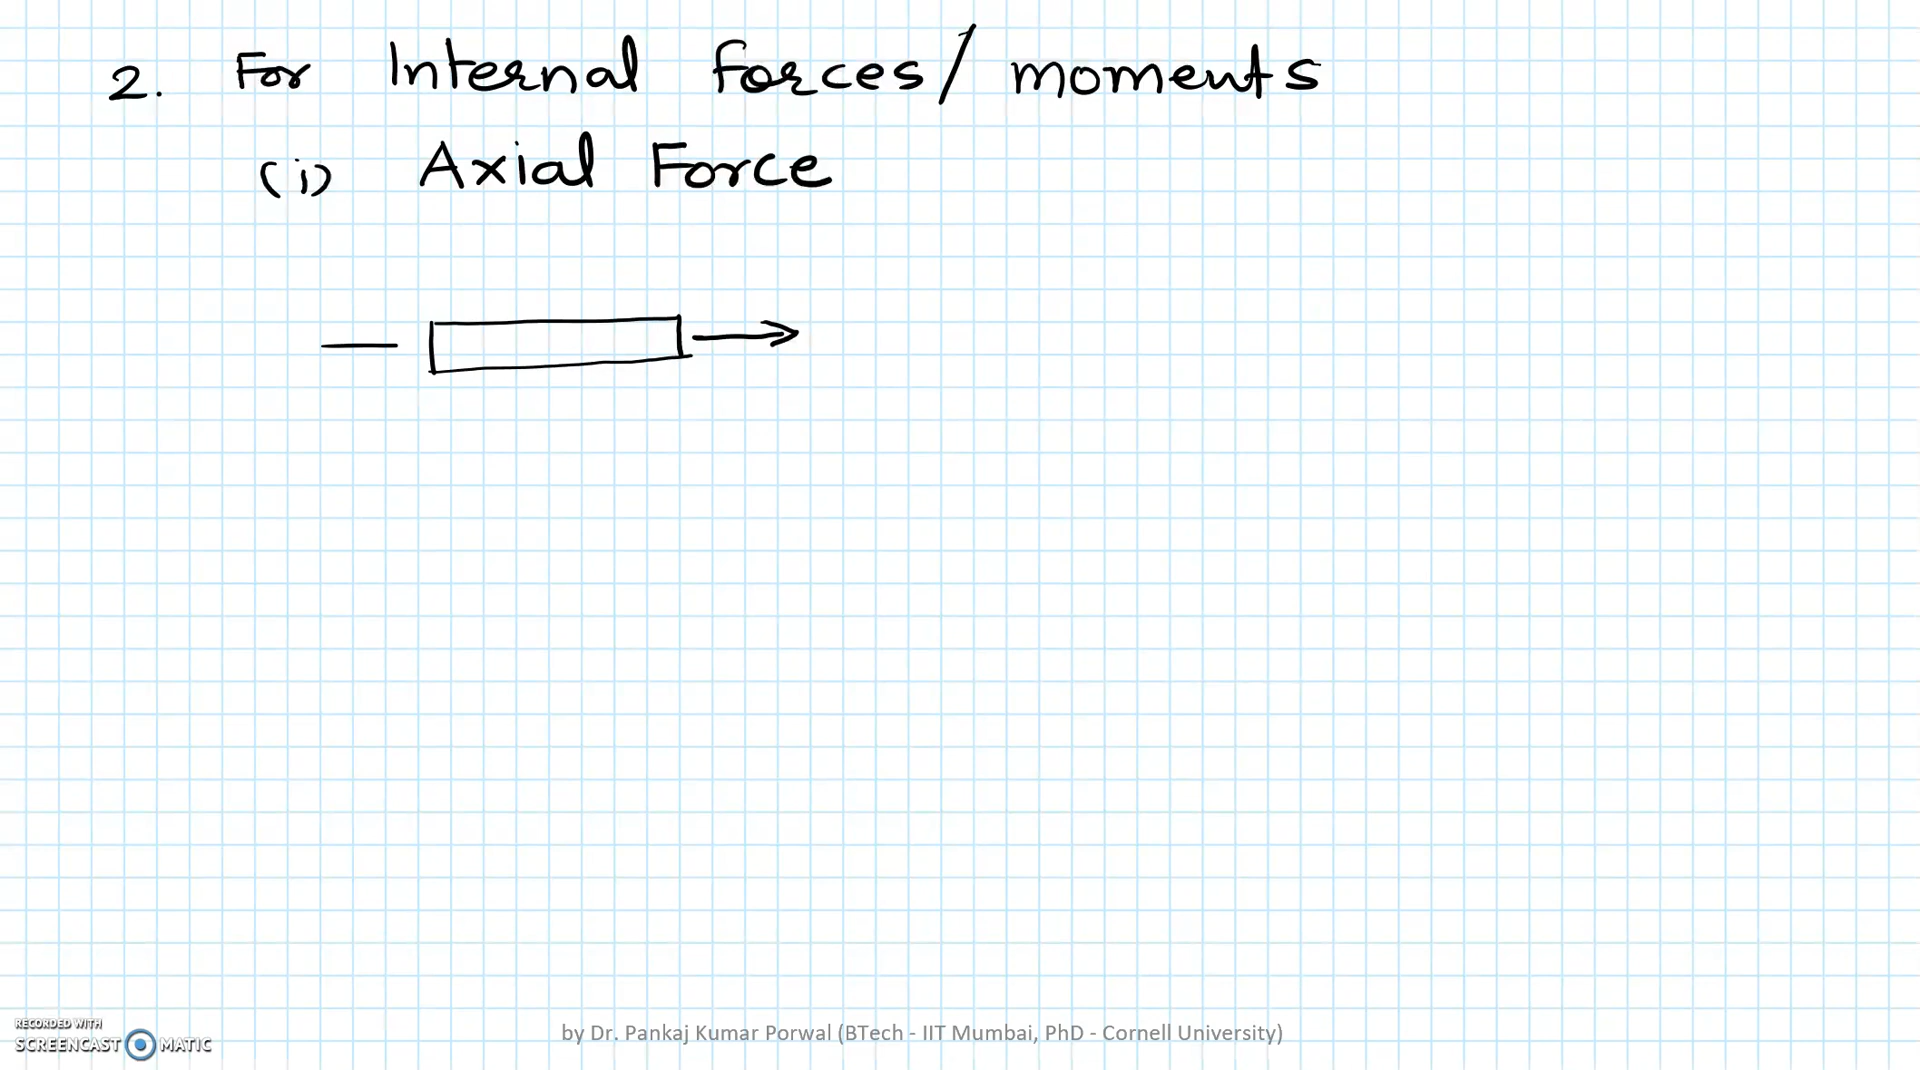 2. For Internal forces/ moments
(i) Axial Force
RECORDED WITH
SCREENCAST MATIC
by Dr. Pankaj Kumar Porwal (BTech - IIT Mumbai, PhD - Cornell University)